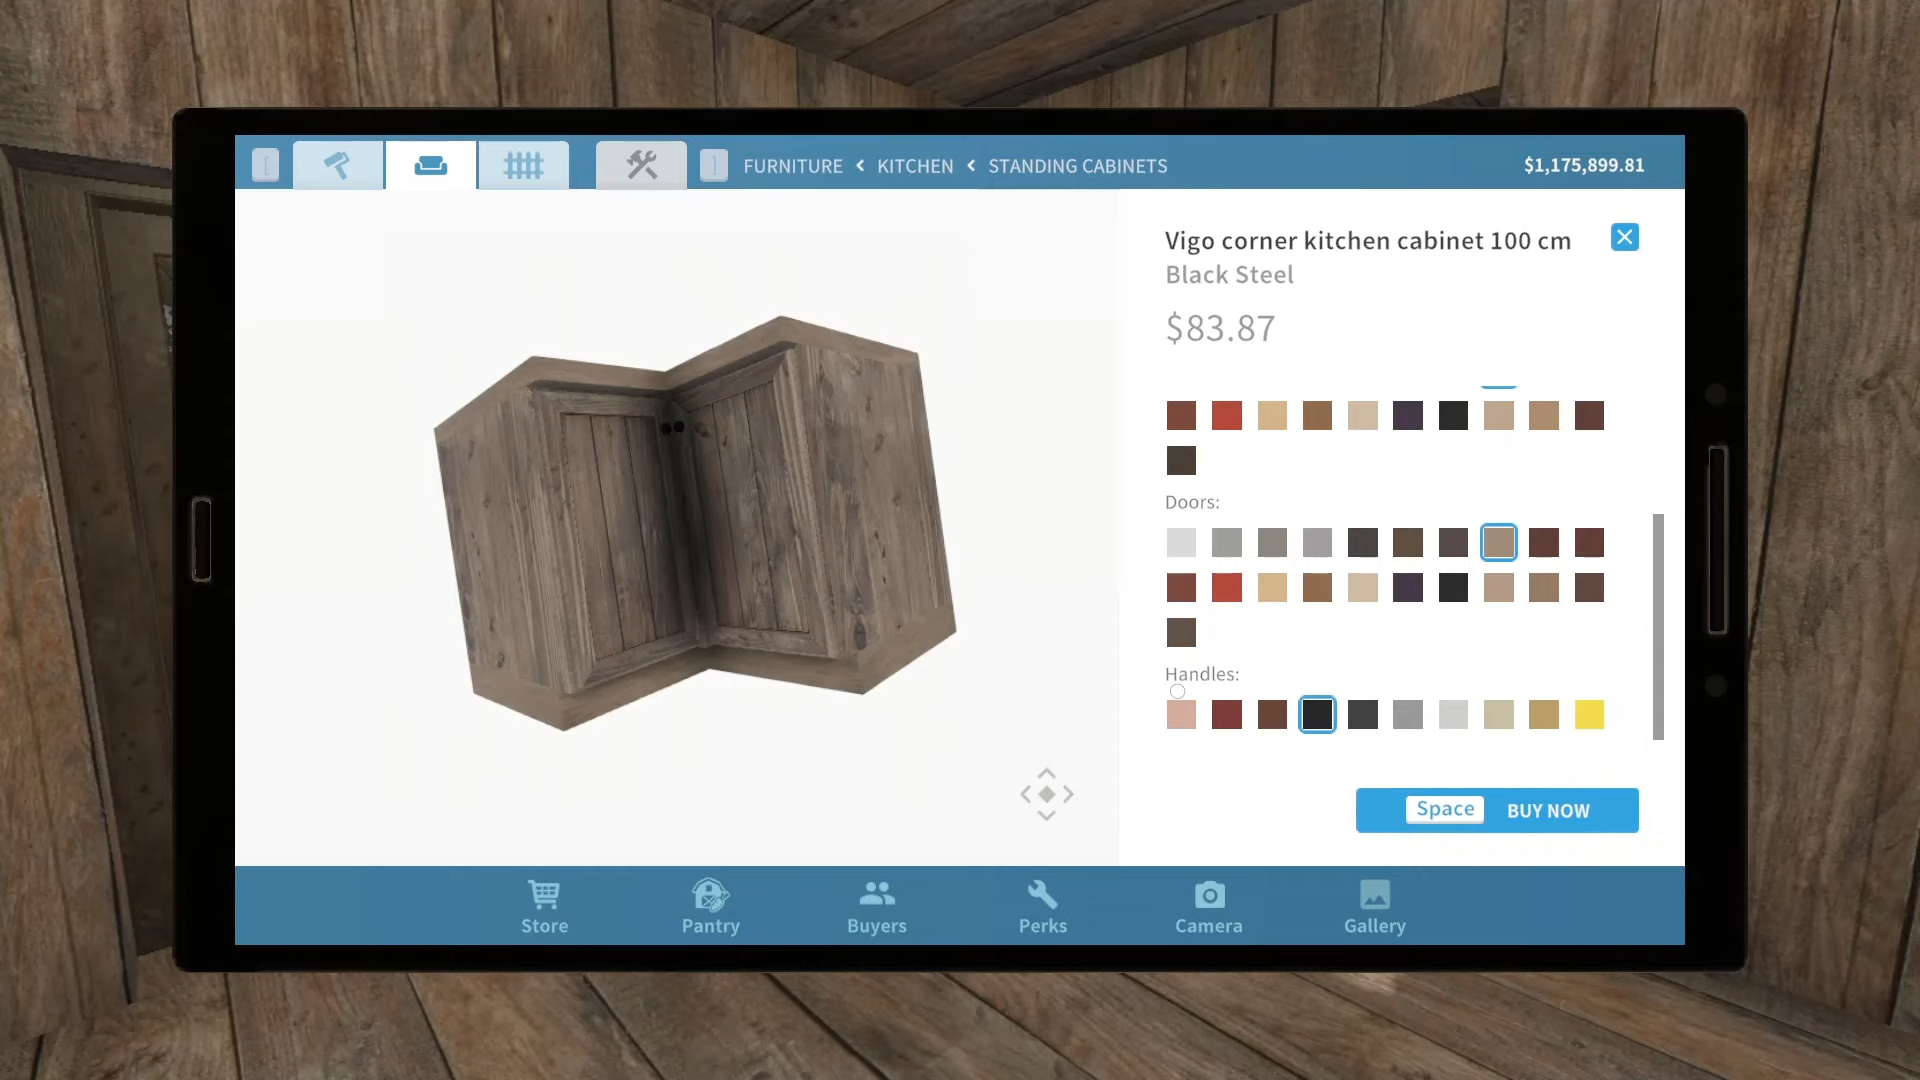 [
]
FURNITURE < KITCHEN < STANDING CABINETS
$1,175,899.81
Vigo corner kitchen cabinet 100 cm
Black Steel
$83.87
Doors:
Handles:
Space BUY NOW
Store
Pantry
Buyers
Perks
Camera
Gallery